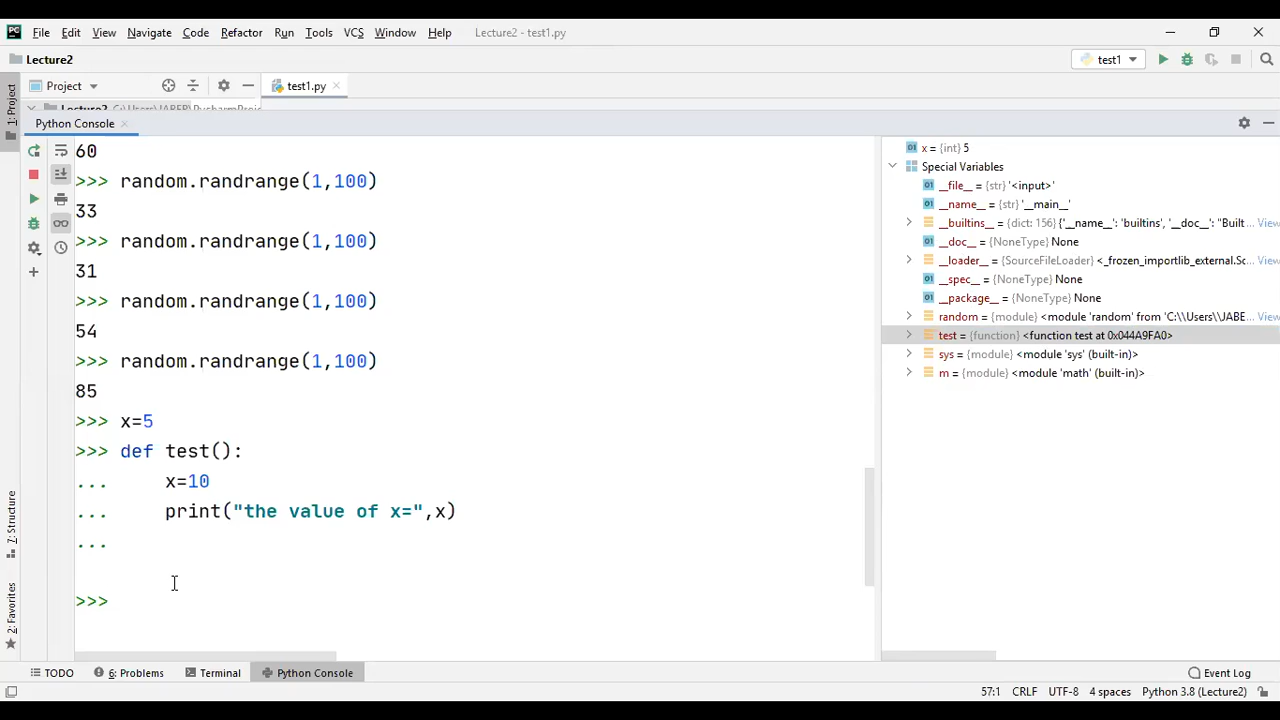 PC File Edit View Navigate Code Refactor Run Tools VCS Window Help Lecture2 - test1.py
Lecture2 test1
Project test1.py
1: Project
Python Console
60
>>> random.randrange(1,100)
33
>>> random.randrange(1,100)
31
>>> random.randrange(1,100)
54
>>> random.randrange(1,100)
85
>>> x=5
>>> def test():
... x=10
... print("the value of x=",x)
...
>>>
x = {int} 5
Special Variables
__file__ = {str} '<input>'
__name__ = {str} '__main__'
__builtins__ = {dict: 156} {'__name__': 'builtins', '__doc__': "Built... View
__doc__ = {NoneType} None
__loader__ = {SourceFileLoader} <_frozen_importlib_external.Sc... View
__spec__ = {NoneType} None
__package__ = {NoneType} None
random = {module} <module 'random' from 'C:\\Users\\JABE... View
test = {function} <function test at 0x044A9FA0>
sys = {module} <module 'sys' (built-in)>
m = {module} <module 'math' (built-in)>
7: Structure
2: Favorites
TODO 6: Problems Terminal Python Console Event Log
57:1 CRLF UTF-8 4 spaces Python 3.8 (Lecture2)